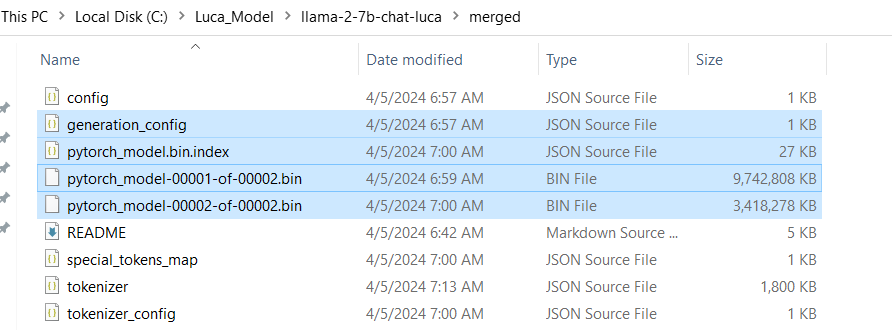 This PC > Local Disk (C:) > Luca_Model > llama-2-7b-chat-luca > merged
Name Date modified Type Size
config 4/5/2024 6:57 AM JSON Source File 1 KB
generation_config 4/5/2024 6:57 AM JSON Source File 1 KB
pytorch_model.bin.index 4/5/2024 7:00 AM JSON Source File 27 KB
pytorch_model-00001-of-00002.bin 4/5/2024 6:59 AM BIN File 9,742,808 KB
pytorch_model-00002-of-00002.bin 4/5/2024 7:00 AM BIN File 3,418,278 KB
README 4/5/2024 6:42 AM Markdown Source ... 5 KB
special_tokens_map 4/5/2024 7:00 AM JSON Source File 1 KB
tokenizer 4/5/2024 7:13 AM JSON Source File 1,800 KB
tokenizer_config 4/5/2024 7:00 AM JSON Source File 1 KB